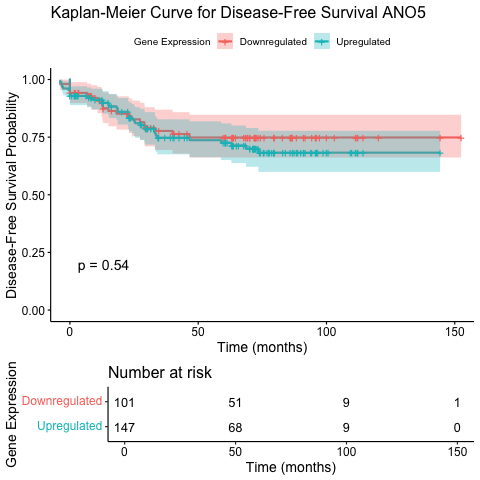 Kaplan-Meier Curve for Disease-Free Survival ANO5
Gene Expression Downregulated Upregulated
Disease-Free Survival Probability
1.00
0.75
0.50
0.25
0.00
p = 0.54
0 50 100 150
Time (months)
Number at risk
Gene Expression
Downregulated 101 51 9 1
Upregulated 147 68 9 0
0 50 100 150
Time (months)